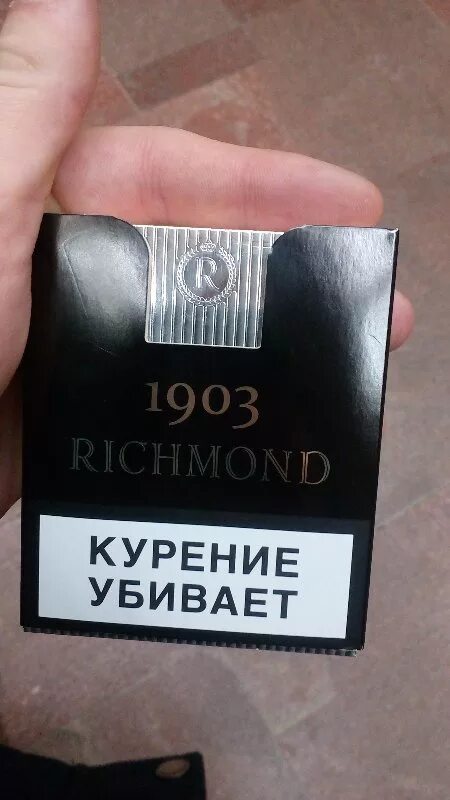 R
1903
RICHMOND
КУРЕНИЕ
УБИВАЕТ